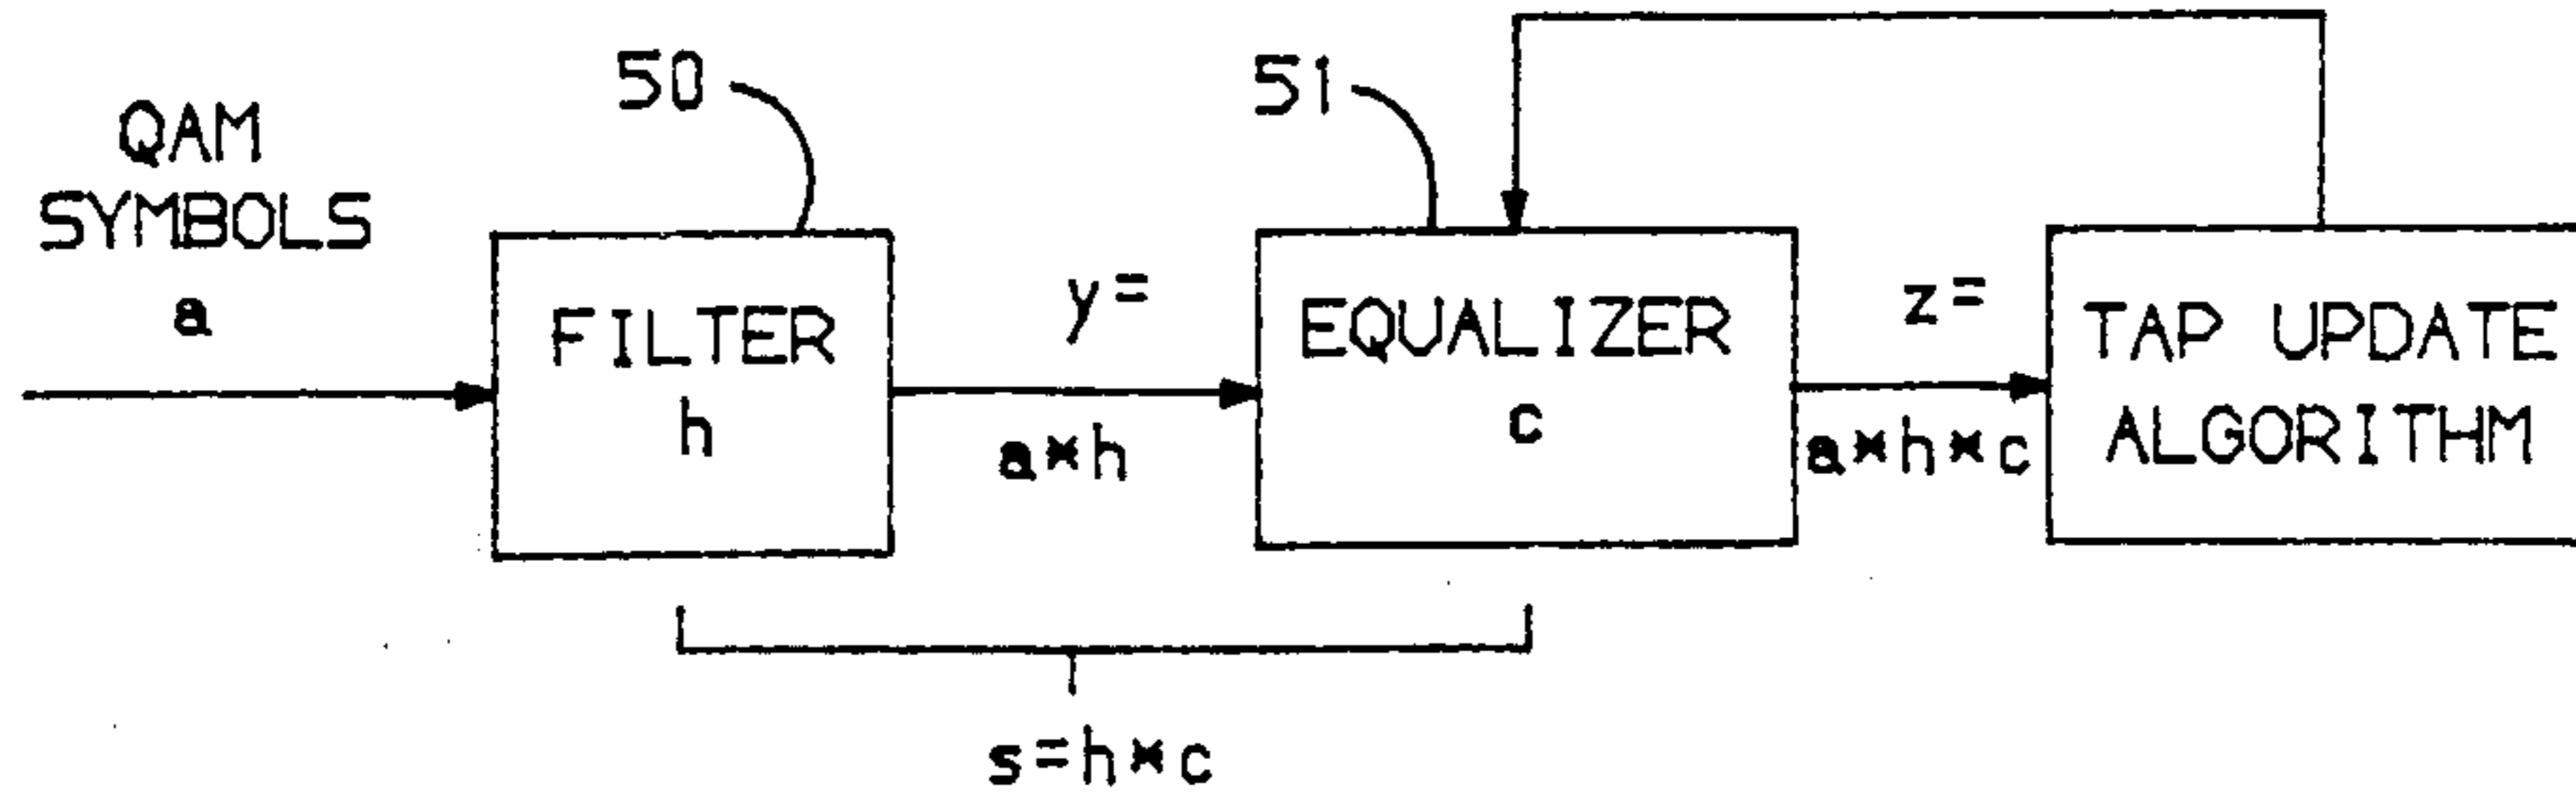 QAM
SYMBOLS
a
50
FILTER
h
y=
a*h
51
EQUALIZER
c
z=
a*h*c
TAP UPDATE
ALGORITHM
s=h*c